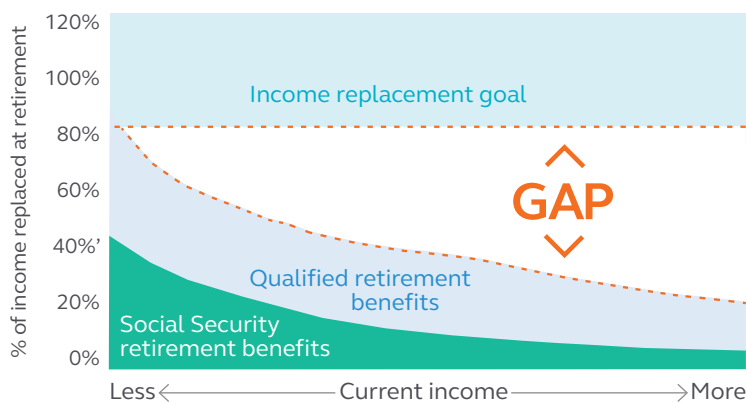 % of income replaced at retirement
120%
100%
80%
60%
40%’
20%
0%
Income replacement goal
GAP
Qualified retirement
benefits
Social Security
retirement benefits
Less
Current income
More